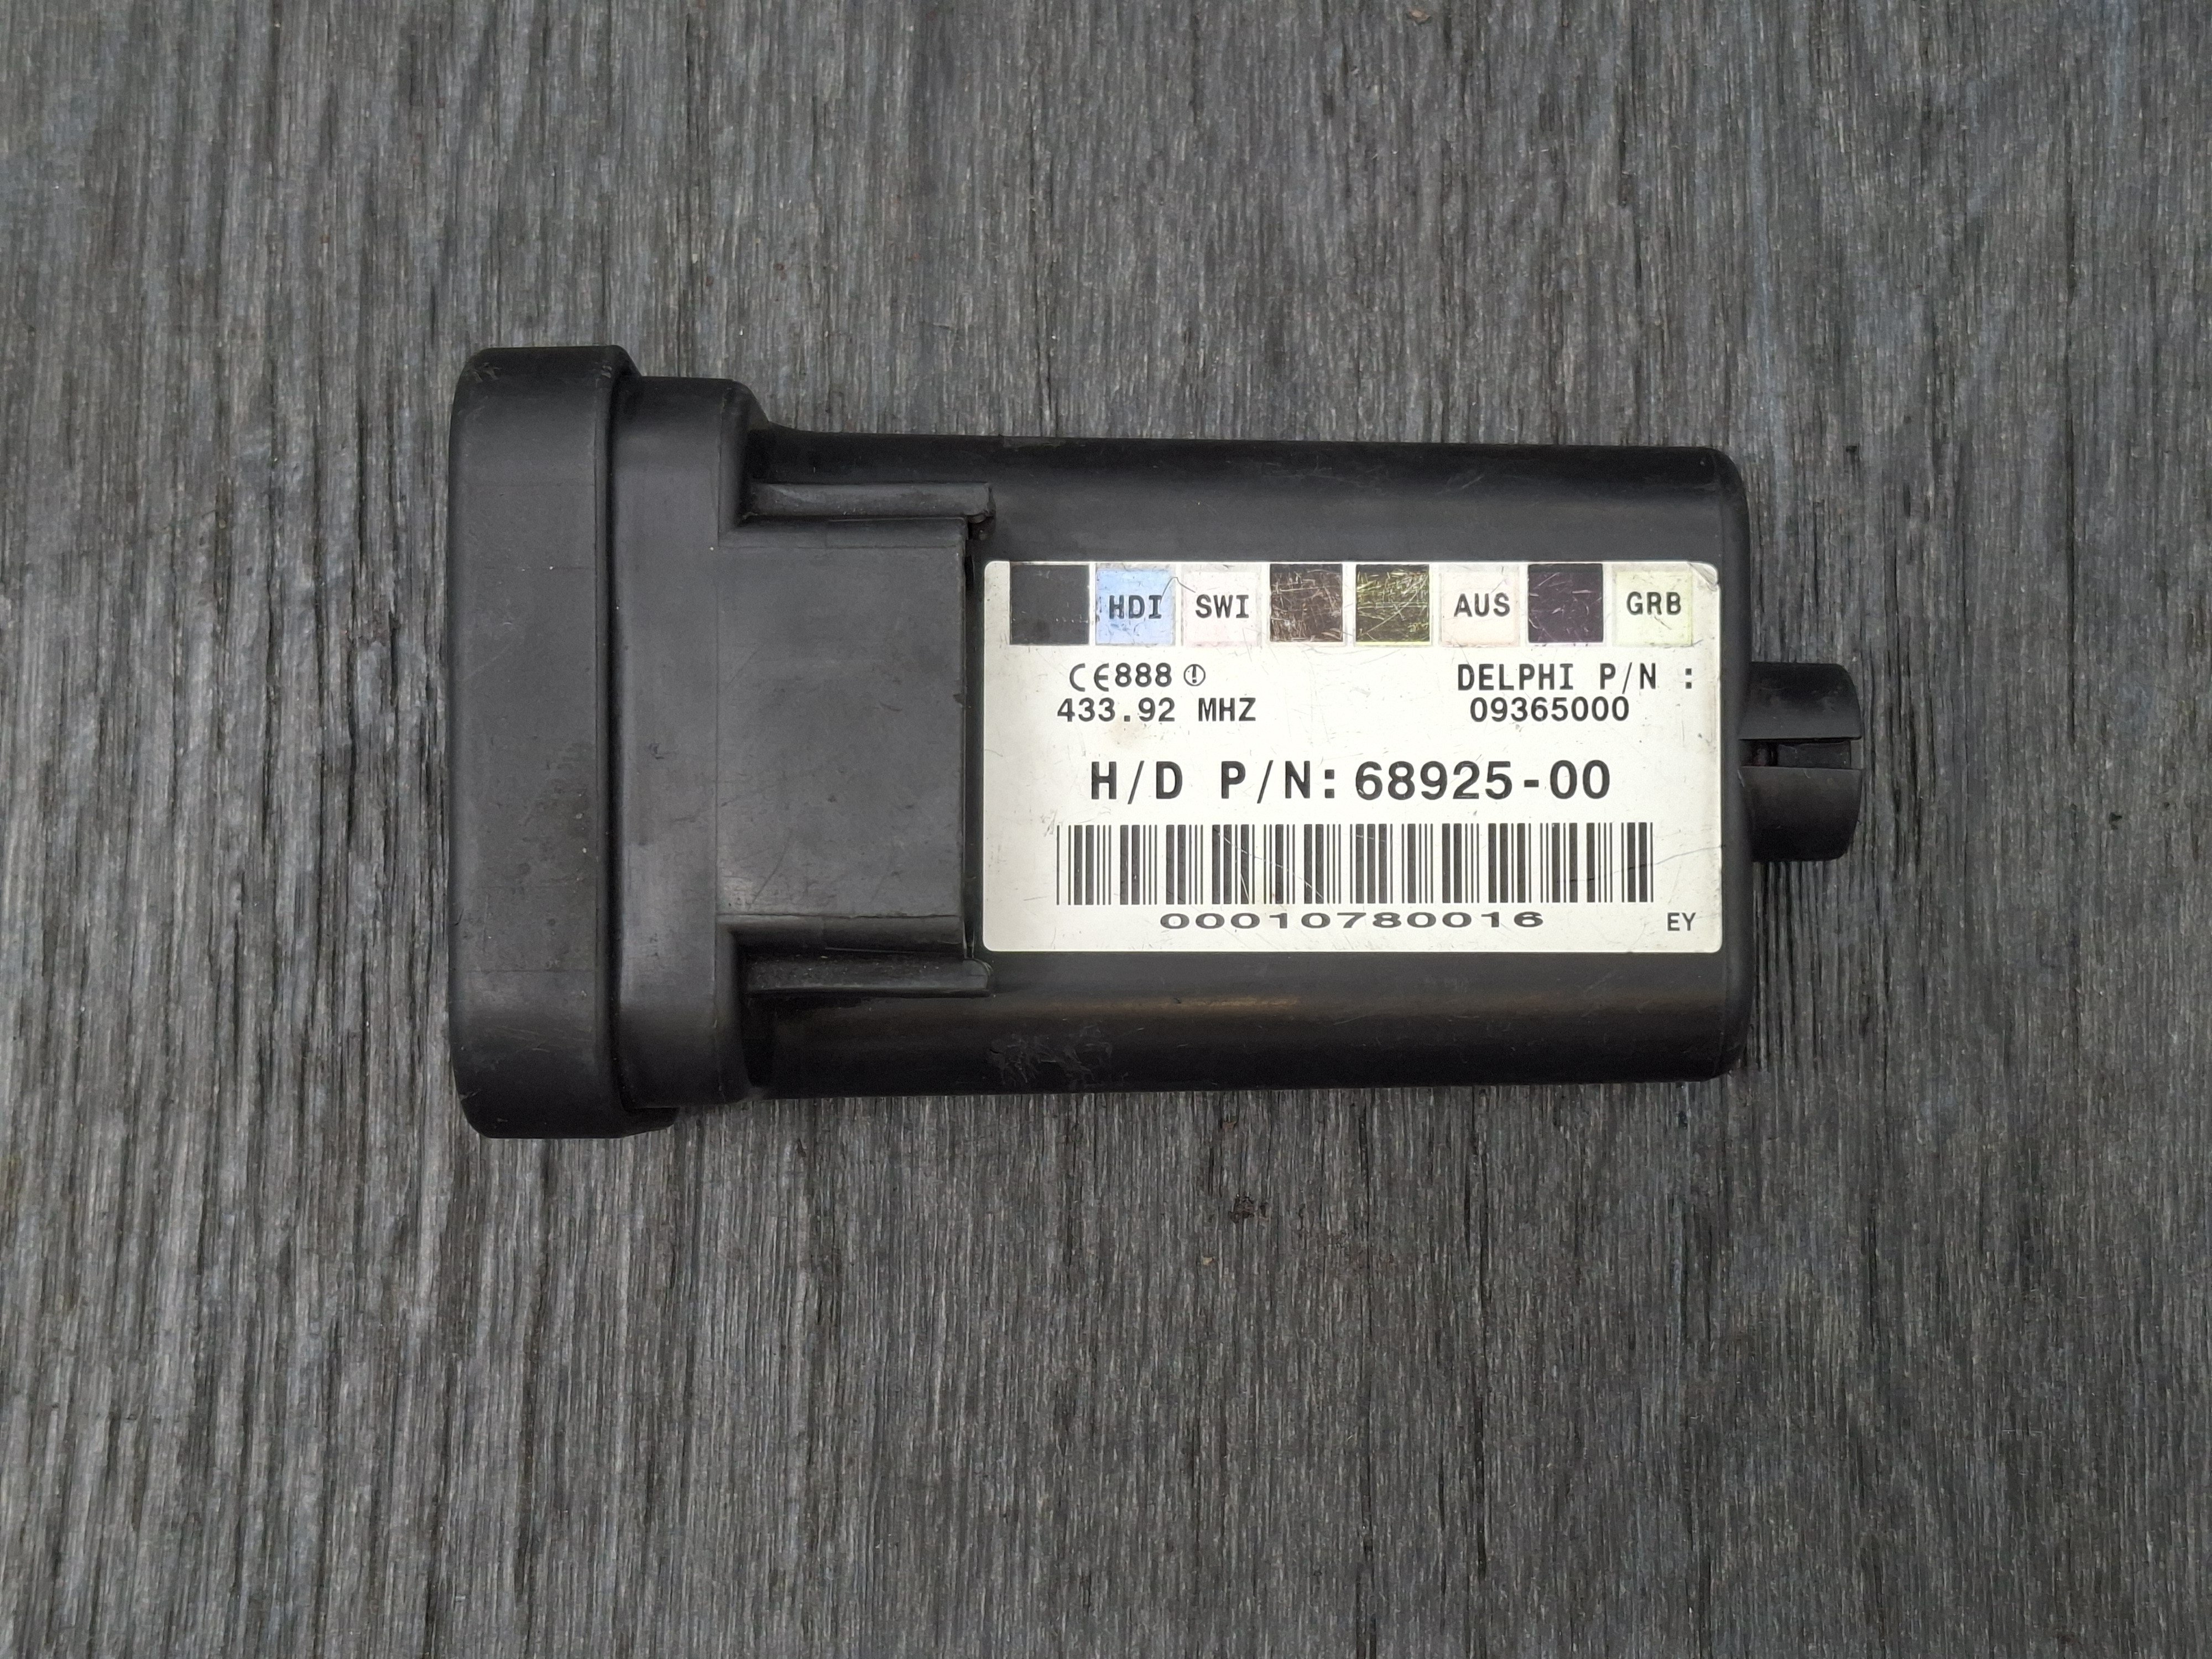 HDI SWI AUS GRB
CE888 DELPHI P/N :
433.92 MHZ 09365000
H/D P/N: 68925-00
00010780016 EY